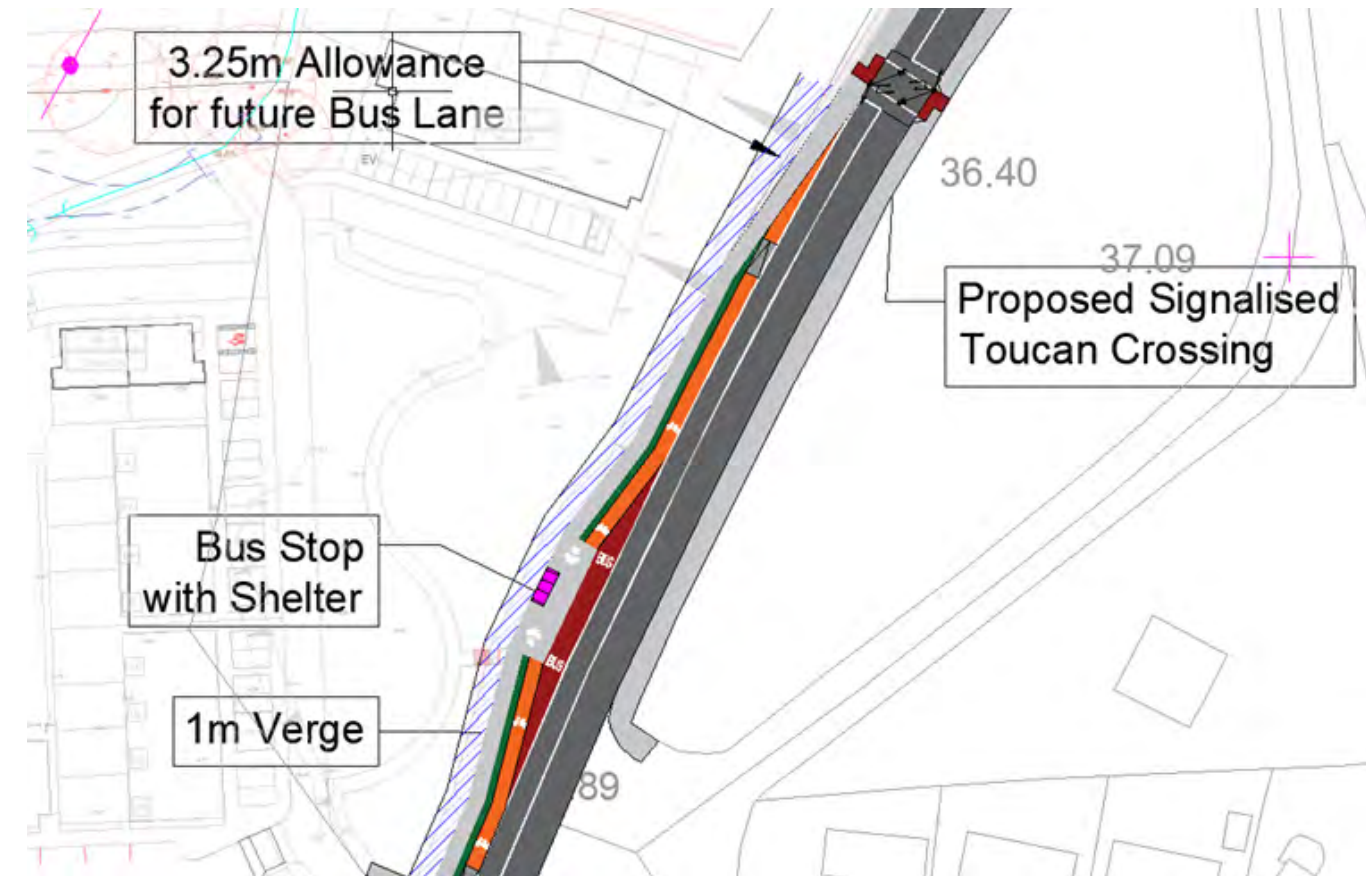 3.25m Allowance
for future Bus Lane
EV
36.40
37.09
Proposed Signalised
Toucan Crossing
Bus Stop
with Shelter
BUS
BUS
1m Verge
89